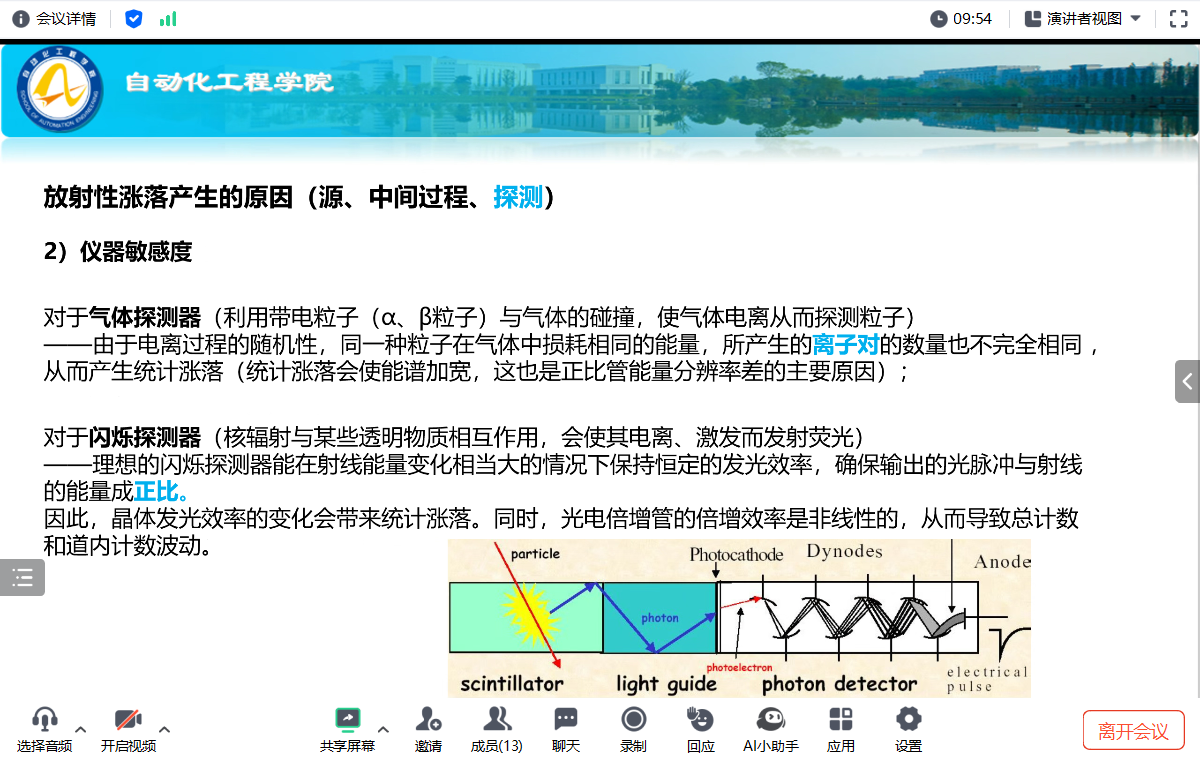 会议详情
09:54
演讲者视图
自动化工程学院
自动化工程学院
SCHOOL OF AUTOMATION ENGINEERING
放射性涨落产生的原因（源、中间过程、探测）
2）仪器敏感度
对于气体探测器（利用带电粒子（α、β粒子）与气体的碰撞，使气体电离从而探测粒子）
——由于电离过程的随机性，同一种粒子在气体中损耗相同的能量，所产生的离子对的数量也不完全相同，
从而产生统计涨落（统计涨落会使能谱加宽，这也是正比管能量分辨率差的主要原因）；
对于闪烁探测器（核辐射与某些透明物质相互作用，会使其电离、激发而发射荧光）
——理想的闪烁探测器能在射线能量变化相当大的情况下保持恒定的发光效率，确保输出的光脉冲与射线
的能量成正比。
因此，晶体发光效率的变化会带来统计涨落。同时，光电倍增管的倍增效率是非线性的，从而导致总计数
和道内计数波动。
particle
Photocathode
Dynodes
Anode
photon
photoelectron
electrical
pulse
scintillator
light guide
photon detector
选择音频
开启视频
共享屏幕
邀请
成员(13)
聊天
录制
回应
AI小助手
应用
设置
离开会议